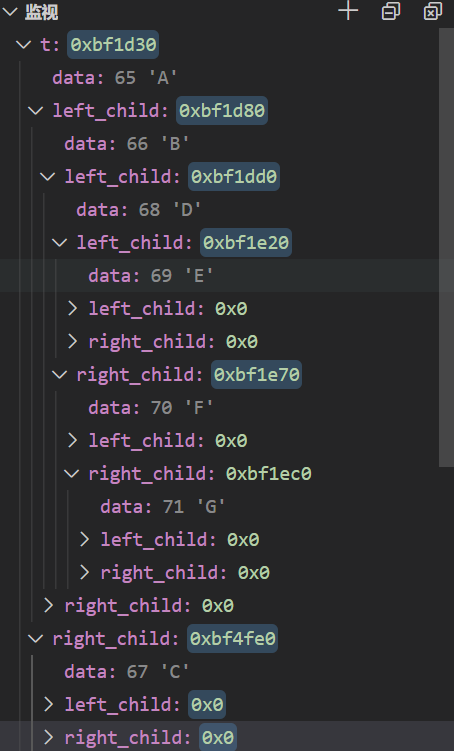 监视
t: 0xbf1d30
data: 65 'A'
left_child: 0xbf1d80
data: 66 'B'
left_child: 0xbf1dd0
data: 68 'D'
left_child: 0xbf1e20
data: 69 'E'
left_child: 0x0
right_child: 0x0
right_child: 0xbf1e70
data: 70 'F'
left_child: 0x0
right_child: 0xbf1ec0
data: 71 'G'
left_child: 0x0
right_child: 0x0
right_child: 0x0
right_child: 0xbf4fe0
data: 67 'C'
left_child: 0x0
right_child: 0x0